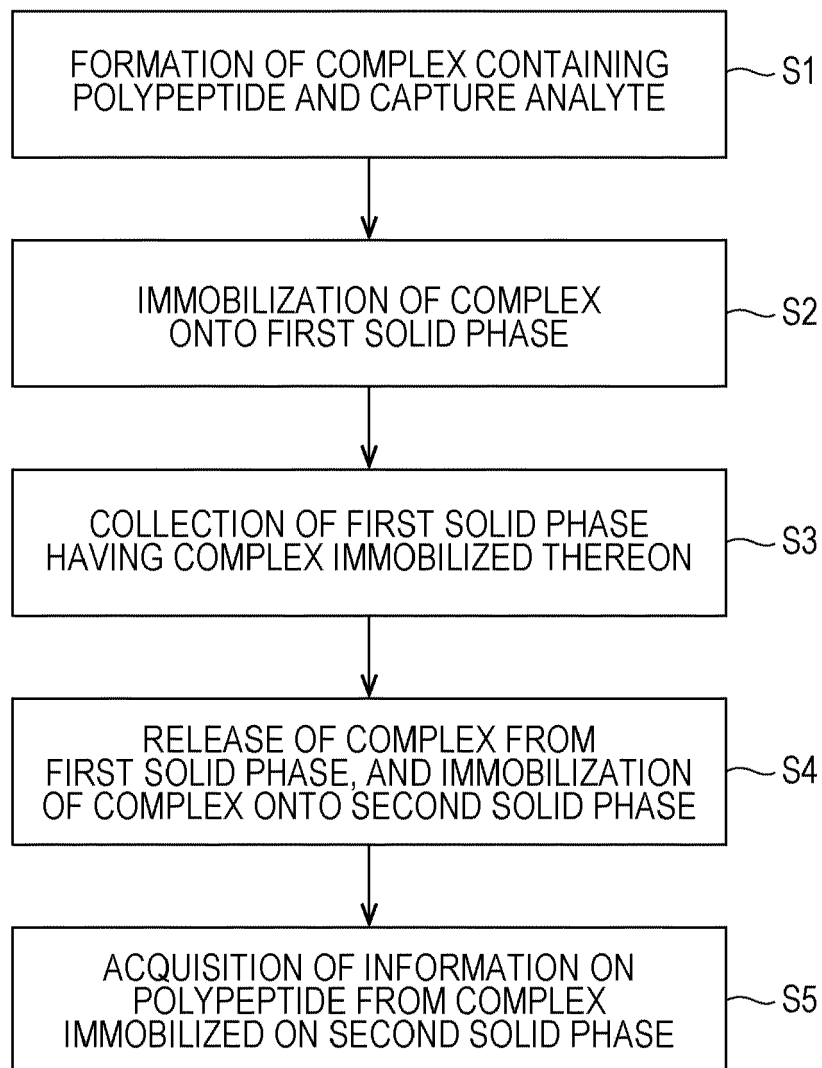 FORMATION OF COMPLEX CONTAINING
POLYPEPTIDE AND CAPTURE ANALYTE
S1
IMMOBILIZATION OF COMPLEX
ONTO FIRST SOLID PHASE
S2
COLLECTION OF FIRST SOLID PHASE
HAVING COMPLEX IMMOBILIZED THEREON
S3
RELEASE OF COMPLEX FROM
FIRST SOLID PHASE, AND IMMOBILIZATION
OF COMPLEX ONTO SECOND SOLID PHASE
S4
ACQUISITION OF INFORMATION ON
POLYPEPTIDE FROM COMPLEX
IMMOBILIZED ON SECOND SOLID PHASE
S5